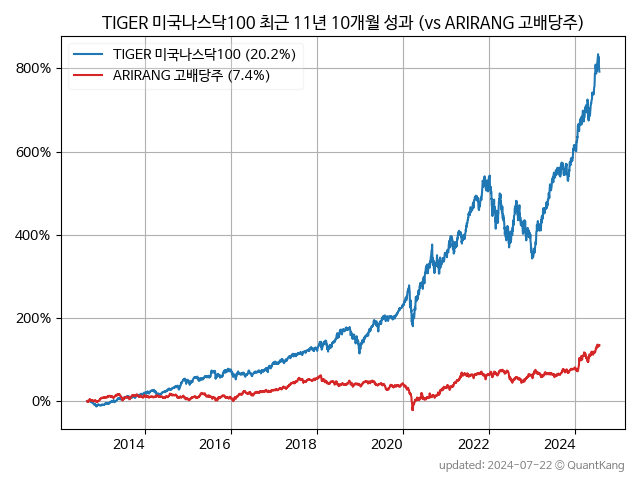 TIGER 미국나스닥100 최근 11년 10개월 성과 (vs ARIRANG 고배당주)
TIGER 미국나스닥100 (20.2%)
ARIRANG 고배당주 (7.4%)
800%
600%
400%
200%
0%
2014 2016 2018 2020 2022 2024
updated: 2024-07-22 © QuantKang